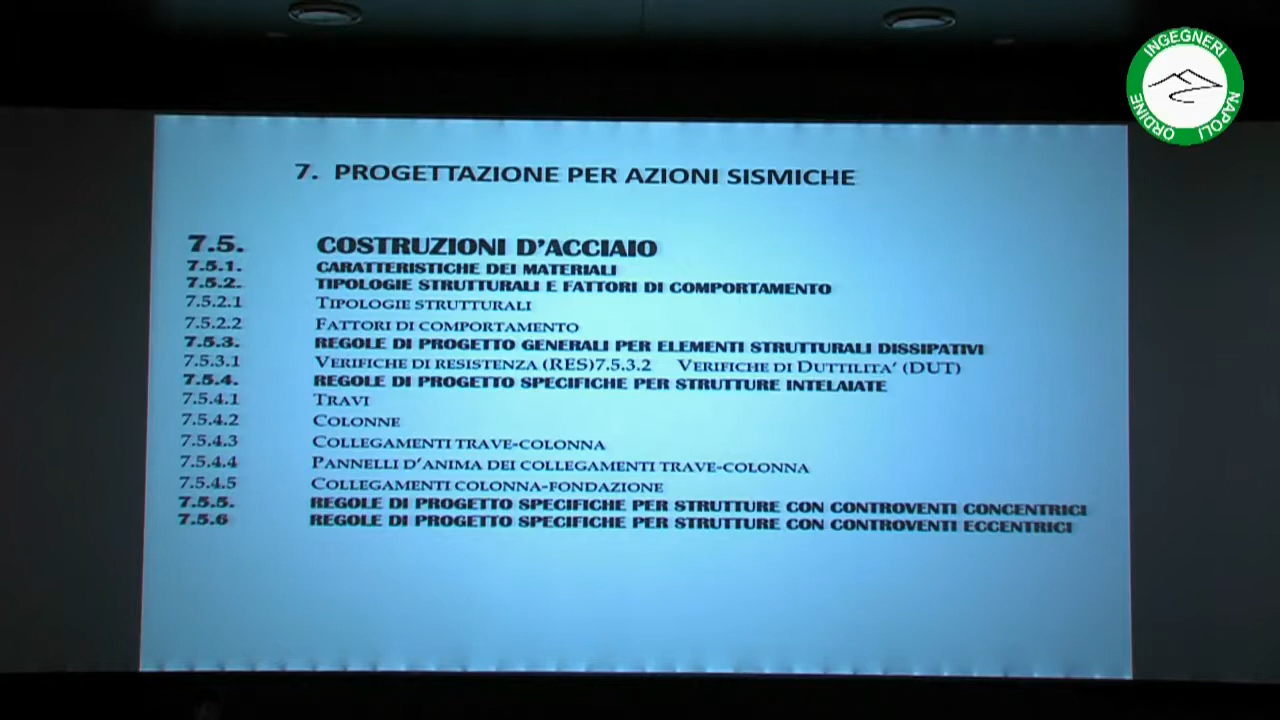 INGEGNERI
NAPOLI
ORDINE
7. PROGETTAZIONE PER AZIONI SISMICHE
7.5. COSTRUZIONI D'ACCIAIO
7.5.1. CARATTERISTICHE DEI MATERIALI
7.5.2. TIPOLOGIE STRUTTURALI E FATTORI DI COMPORTAMENTO
7.5.2.1 TIPOLOGIE STRUTTURALI
7.5.2.2 FATTORI DI COMPORTAMENTO
7.5.3. REGOLE DI PROGETTO GENERALI PER ELEMENTI STRUTTURALI DISSIPATIVI
7.5.3.1 VERIFICHE DI RESISTENZA (RES)7.5.3.2 VERIFICHE DI DUTTILITA' (DUT)
7.5.4. REGOLE DI PROGETTO SPECIFICHE PER STRUTTURE INTELAIATE
7.5.4.1 TRAVI
7.5.4.2 COLONNE
7.5.4.3 COLLEGAMENTI TRAVE-COLONNA
7.5.4.4 PANNELLI D'ANIMA DEI COLLEGAMENTI TRAVE-COLONNA
7.5.4.5 COLLEGAMENTI COLONNA-FONDAZIONE
7.5.5. REGOLE DI PROGETTO SPECIFICHE PER STRUTTURE CON CONTROVENTI CONCENTRICI
7.5.6 REGOLE DI PROGETTO SPECIFICHE PER STRUTTURE CON CONTROVENTI ECCENTRICI